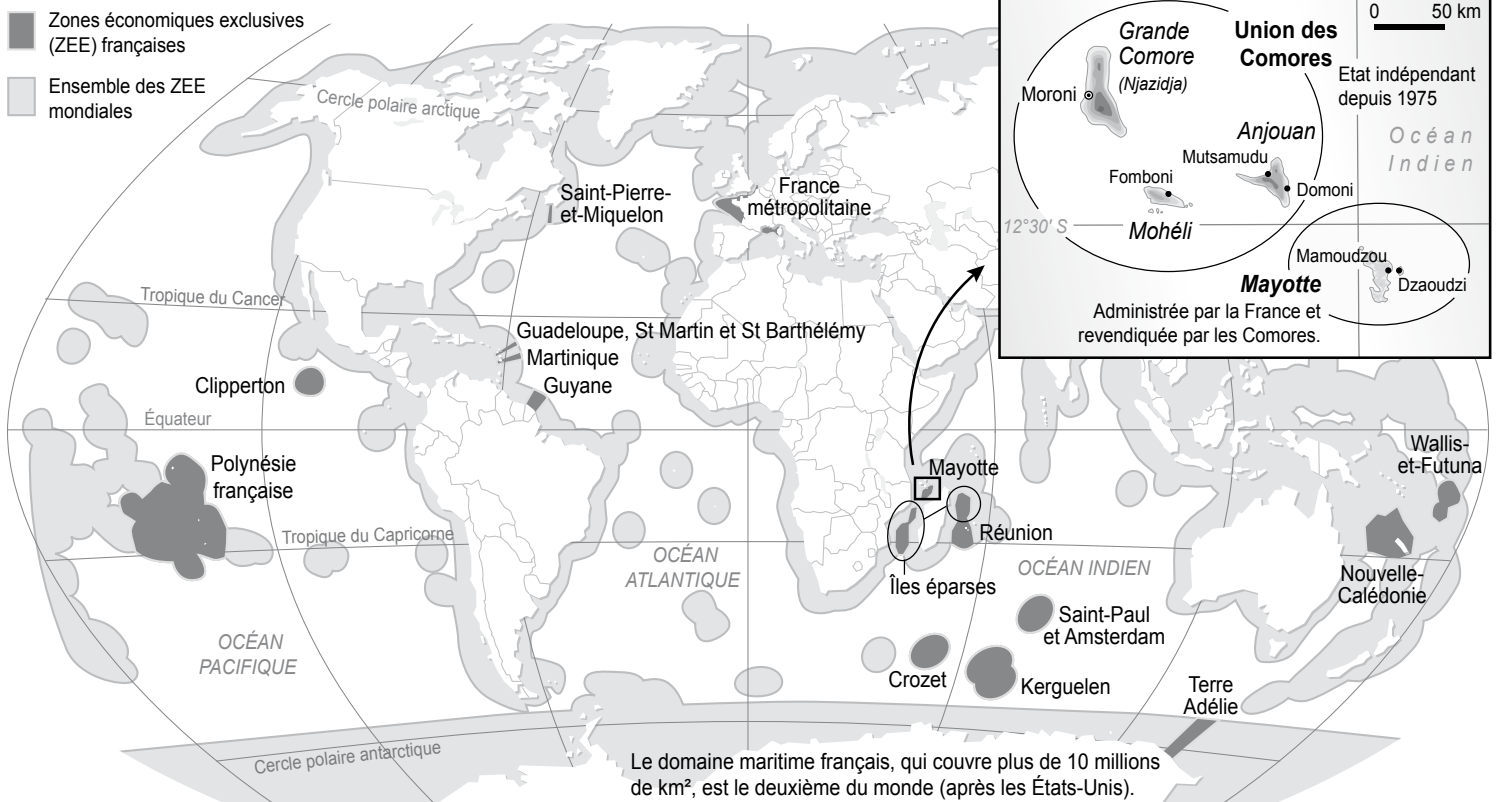 Zones économiques exclusives
(ZEE) françaises
Ensemble des ZEE
mondiales
Cercle polaire arctique
Saint-Pierre-
et-Miquelon
France
métropolitaine
Tropique du Cancer
Guadeloupe, St Martin et St Barthélémy
Martinique
Guyane
Clipperton
Équateur
Polynésie
française
Tropique du Capricorne
OCÉAN
PACIFIQUE
OCÉAN
ATLANTIQUE
Mayotte
Réunion
Îles éparses
OCÉAN INDIEN
Saint-Paul
et Amsterdam
Crozet
Kerguelen
Wallis-
et-Futuna
Nouvelle-
Calédonie
Terre
Adélie
Cercle polaire antarctique
Le domaine maritime français, qui couvre plus de 10 millions
de km², est le deuxième du monde (après les États-Unis).
0 50 km
Grande
Comore
(Njazidja)
Union des
Comores
Etat indépendant
depuis 1975
Moroni
Anjouan
Mutsamudu
Domoni
Fomboni
Mohéli
Océan
Indien
12°30' S
Mamoudzou
Dzaoudzi
Mayotte
Administrée par la France et
revendiquée par les Comores.